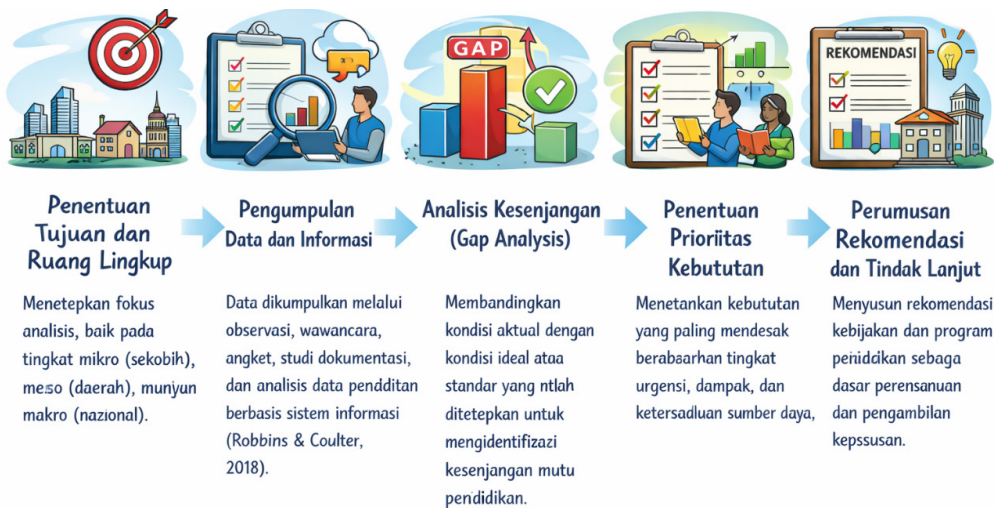 GAP
REKOMENDASI
Penentuan
Tujuan dan
Ruang Lingkup
Menetepkan fokus
analisis, baik pada
tingkat mikro (sekobih),
meso (daerah), munjyun
makro (nazional).
Pengumpulan
Data dan Informasi
Data dikumpulkan melalui
observasi, wawancara,
angket, studi dokumentasi,
dan analisis data pendditan
berbasis sistem informasi
(Robbins & Coulter,
2018).
Analisis Kesenjangan
(Gap Analysis)
Membandingkan
kondisi aktual dengan
kondisi ideal ataa
standar yang ntlah
ditetepkan untuk
mengidentifizazi
kesenjangan mutu
pendidikan.
Penentuan
Prioriitas
Kebututan
Menetankan kebututan
yang paling mendesak
berabaarhan tingkat
urgensi, dampak, dan
ketersadluan sumber daya,
Perumusan
Rekomendasi
dan Tindak Lanjut
Menyusun rekomendasi
kebijakan dan program
peniddikan sebaga
dasar perensanuan
dan pengambilan
kepssusan.